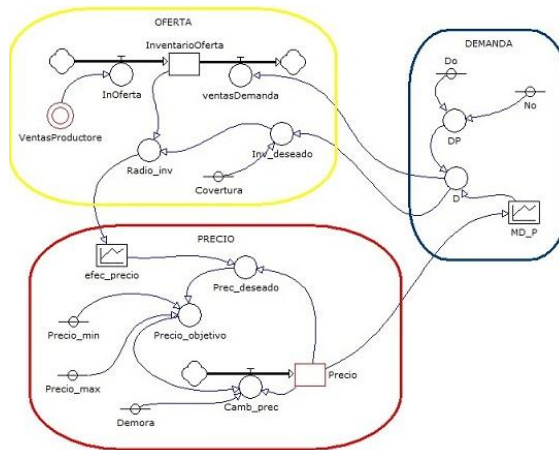 OFERTA
InventarioOferta
InOferta
ventasDemanda
VentasProductore
Radio_inv
Inv_deseado
Covertura
DEMANDA
Do
No
DP
D
MD_P
PRECIO
efec_precio
Prec_deseado
Precio_min
Precio_objetivo
Precio_max
Precio
Camb_prec
Demora